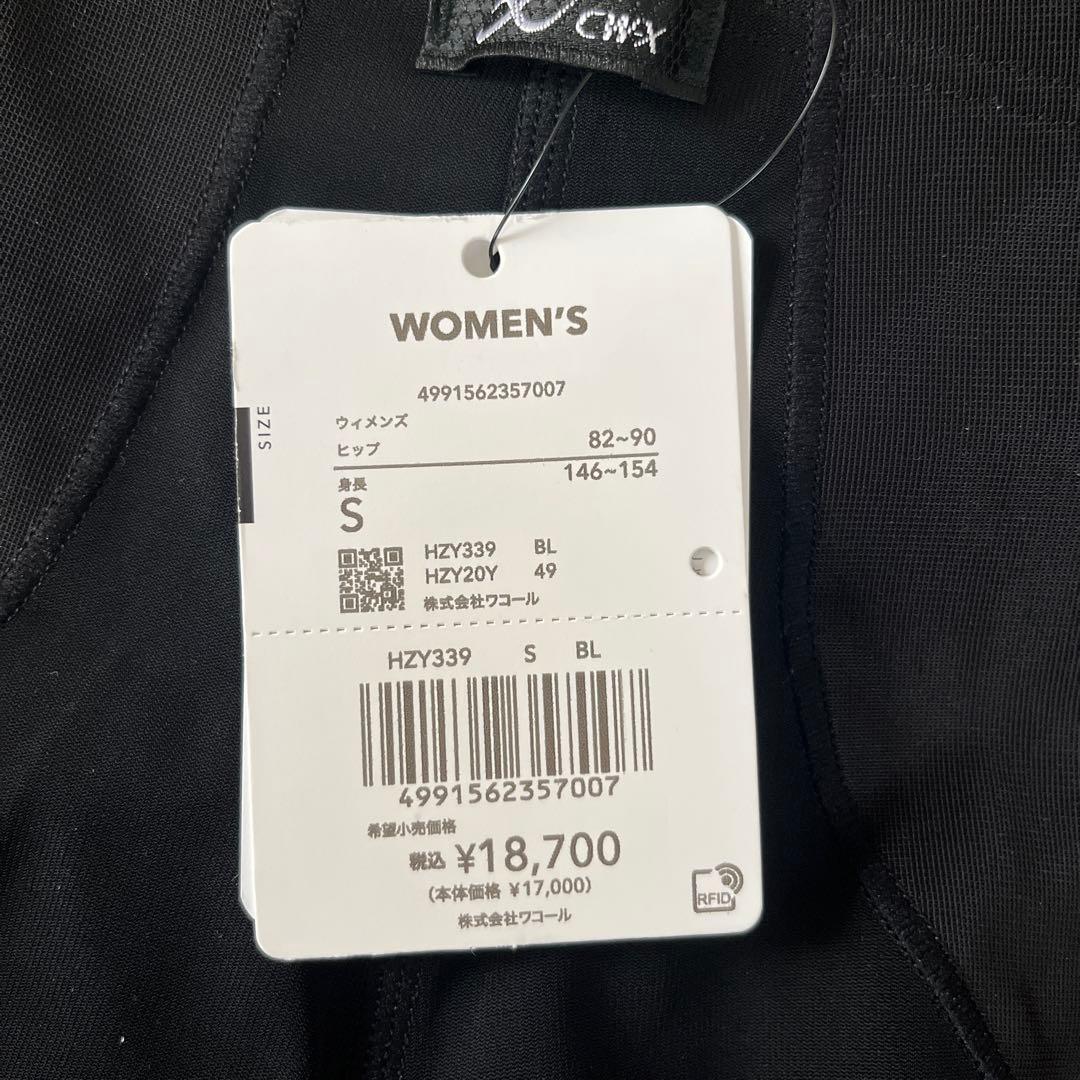 CW-X
WOMEN'S
4991562357007
SIZE
ウィメンズ
ヒップ 82~90
身長 146~154
S
HZY339 BL
HZY20Y 49
株式会社ワコール
HZY339 S BL
4991562357007
希望小売価格
税込 ¥18,700
(本体価格 ¥17,000)
株式会社ワコール
RFID